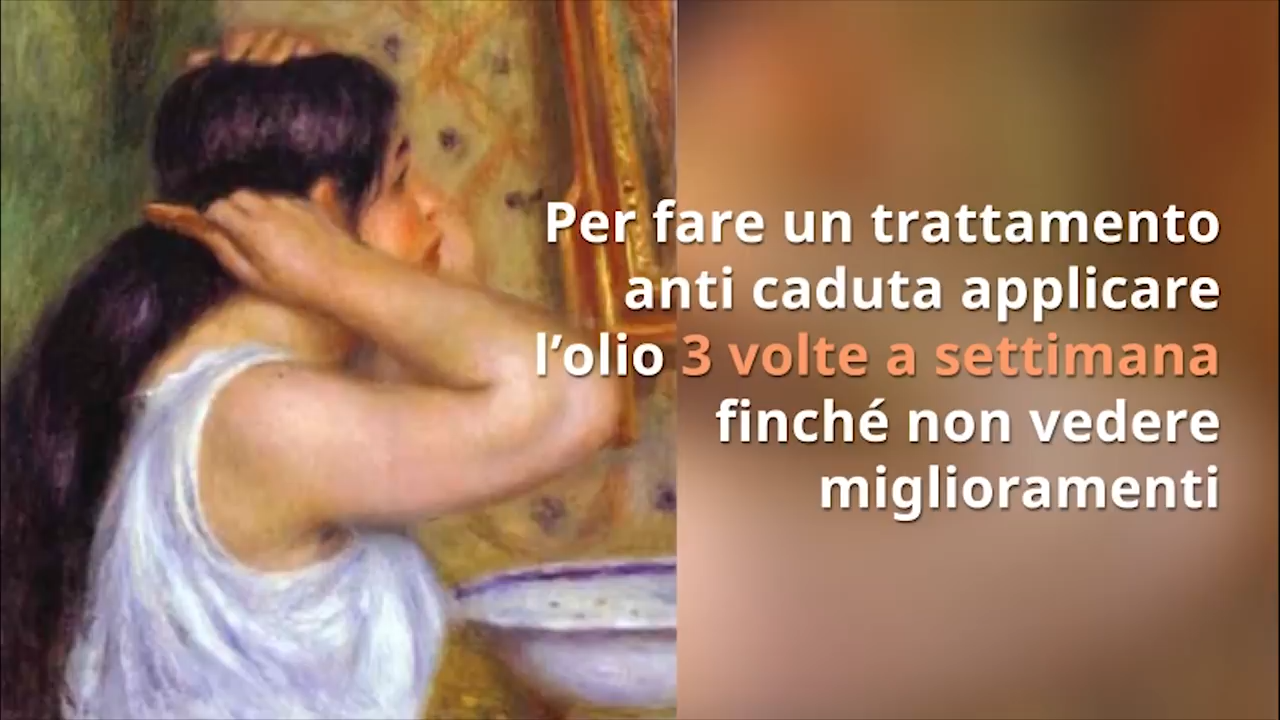 Per fare un trattamento
anti caduta applicare
l’olio 3 volte a settimana
finché non vedere
miglioramenti